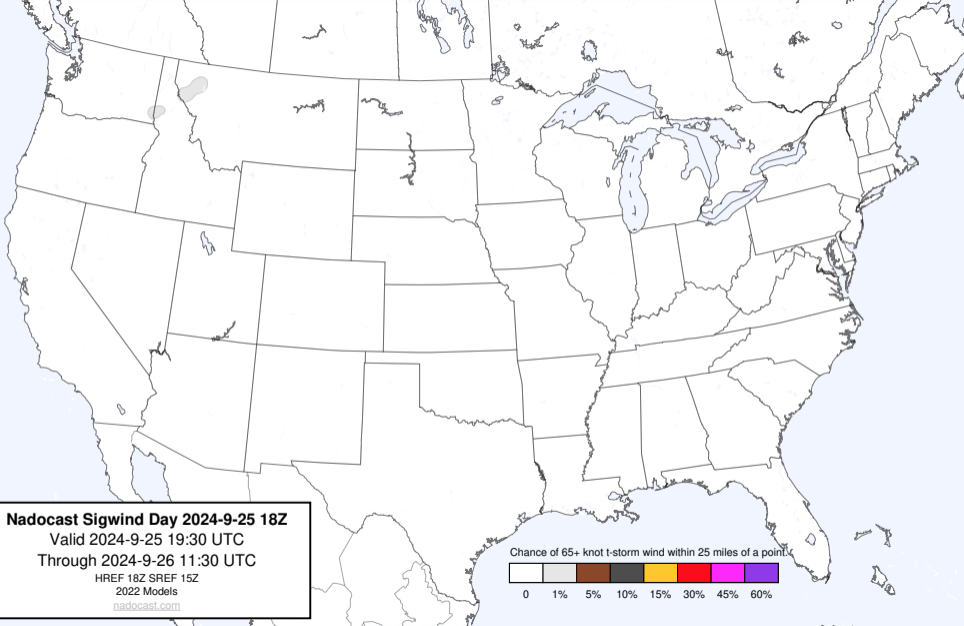 Nadocast Sigwind Day 2024-9-25 18Z
Valid 2024-9-25 19:30 UTC
Through 2024-9-26 11:30 UTC
HREF 18Z SREF 15Z
2022 Models
nadocast.com
Chance of 65+ knot t-storm wind within 25 miles of a point.
0 1% 5% 10% 15% 30% 45% 60%